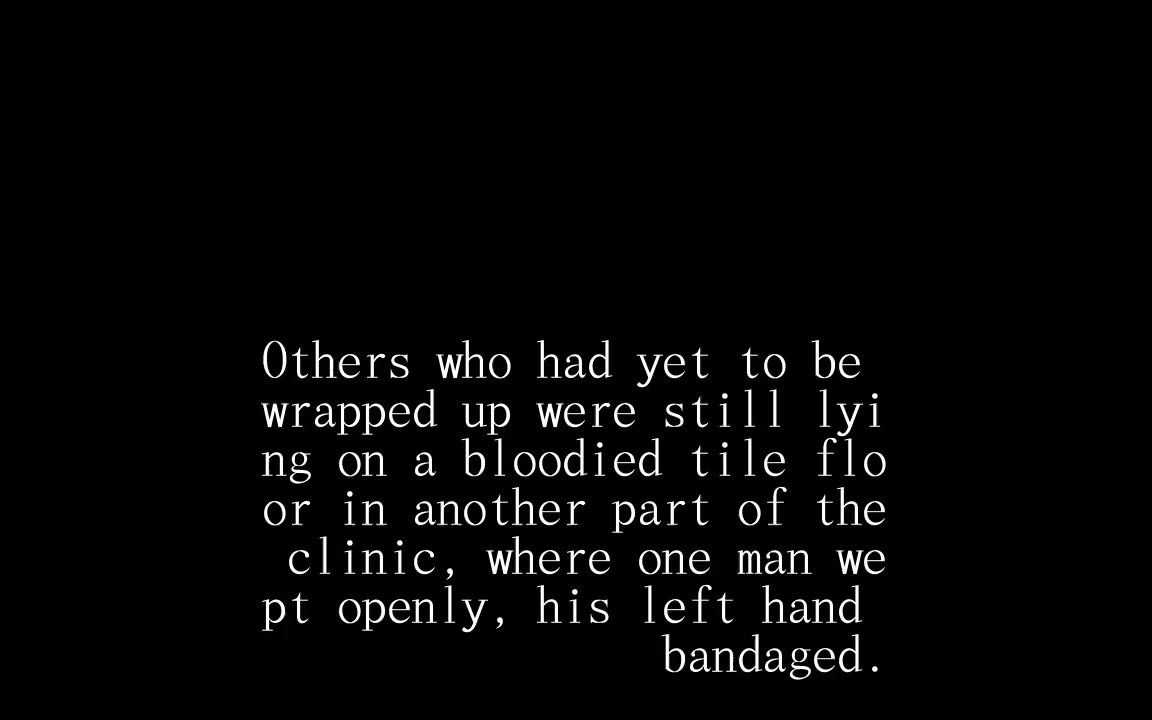 Others who had yet to be
wrapped up were still lyi
ng on a bloodied tile flo
or in another part of the
clinic, where one man we
pt openly, his left hand
bandaged.